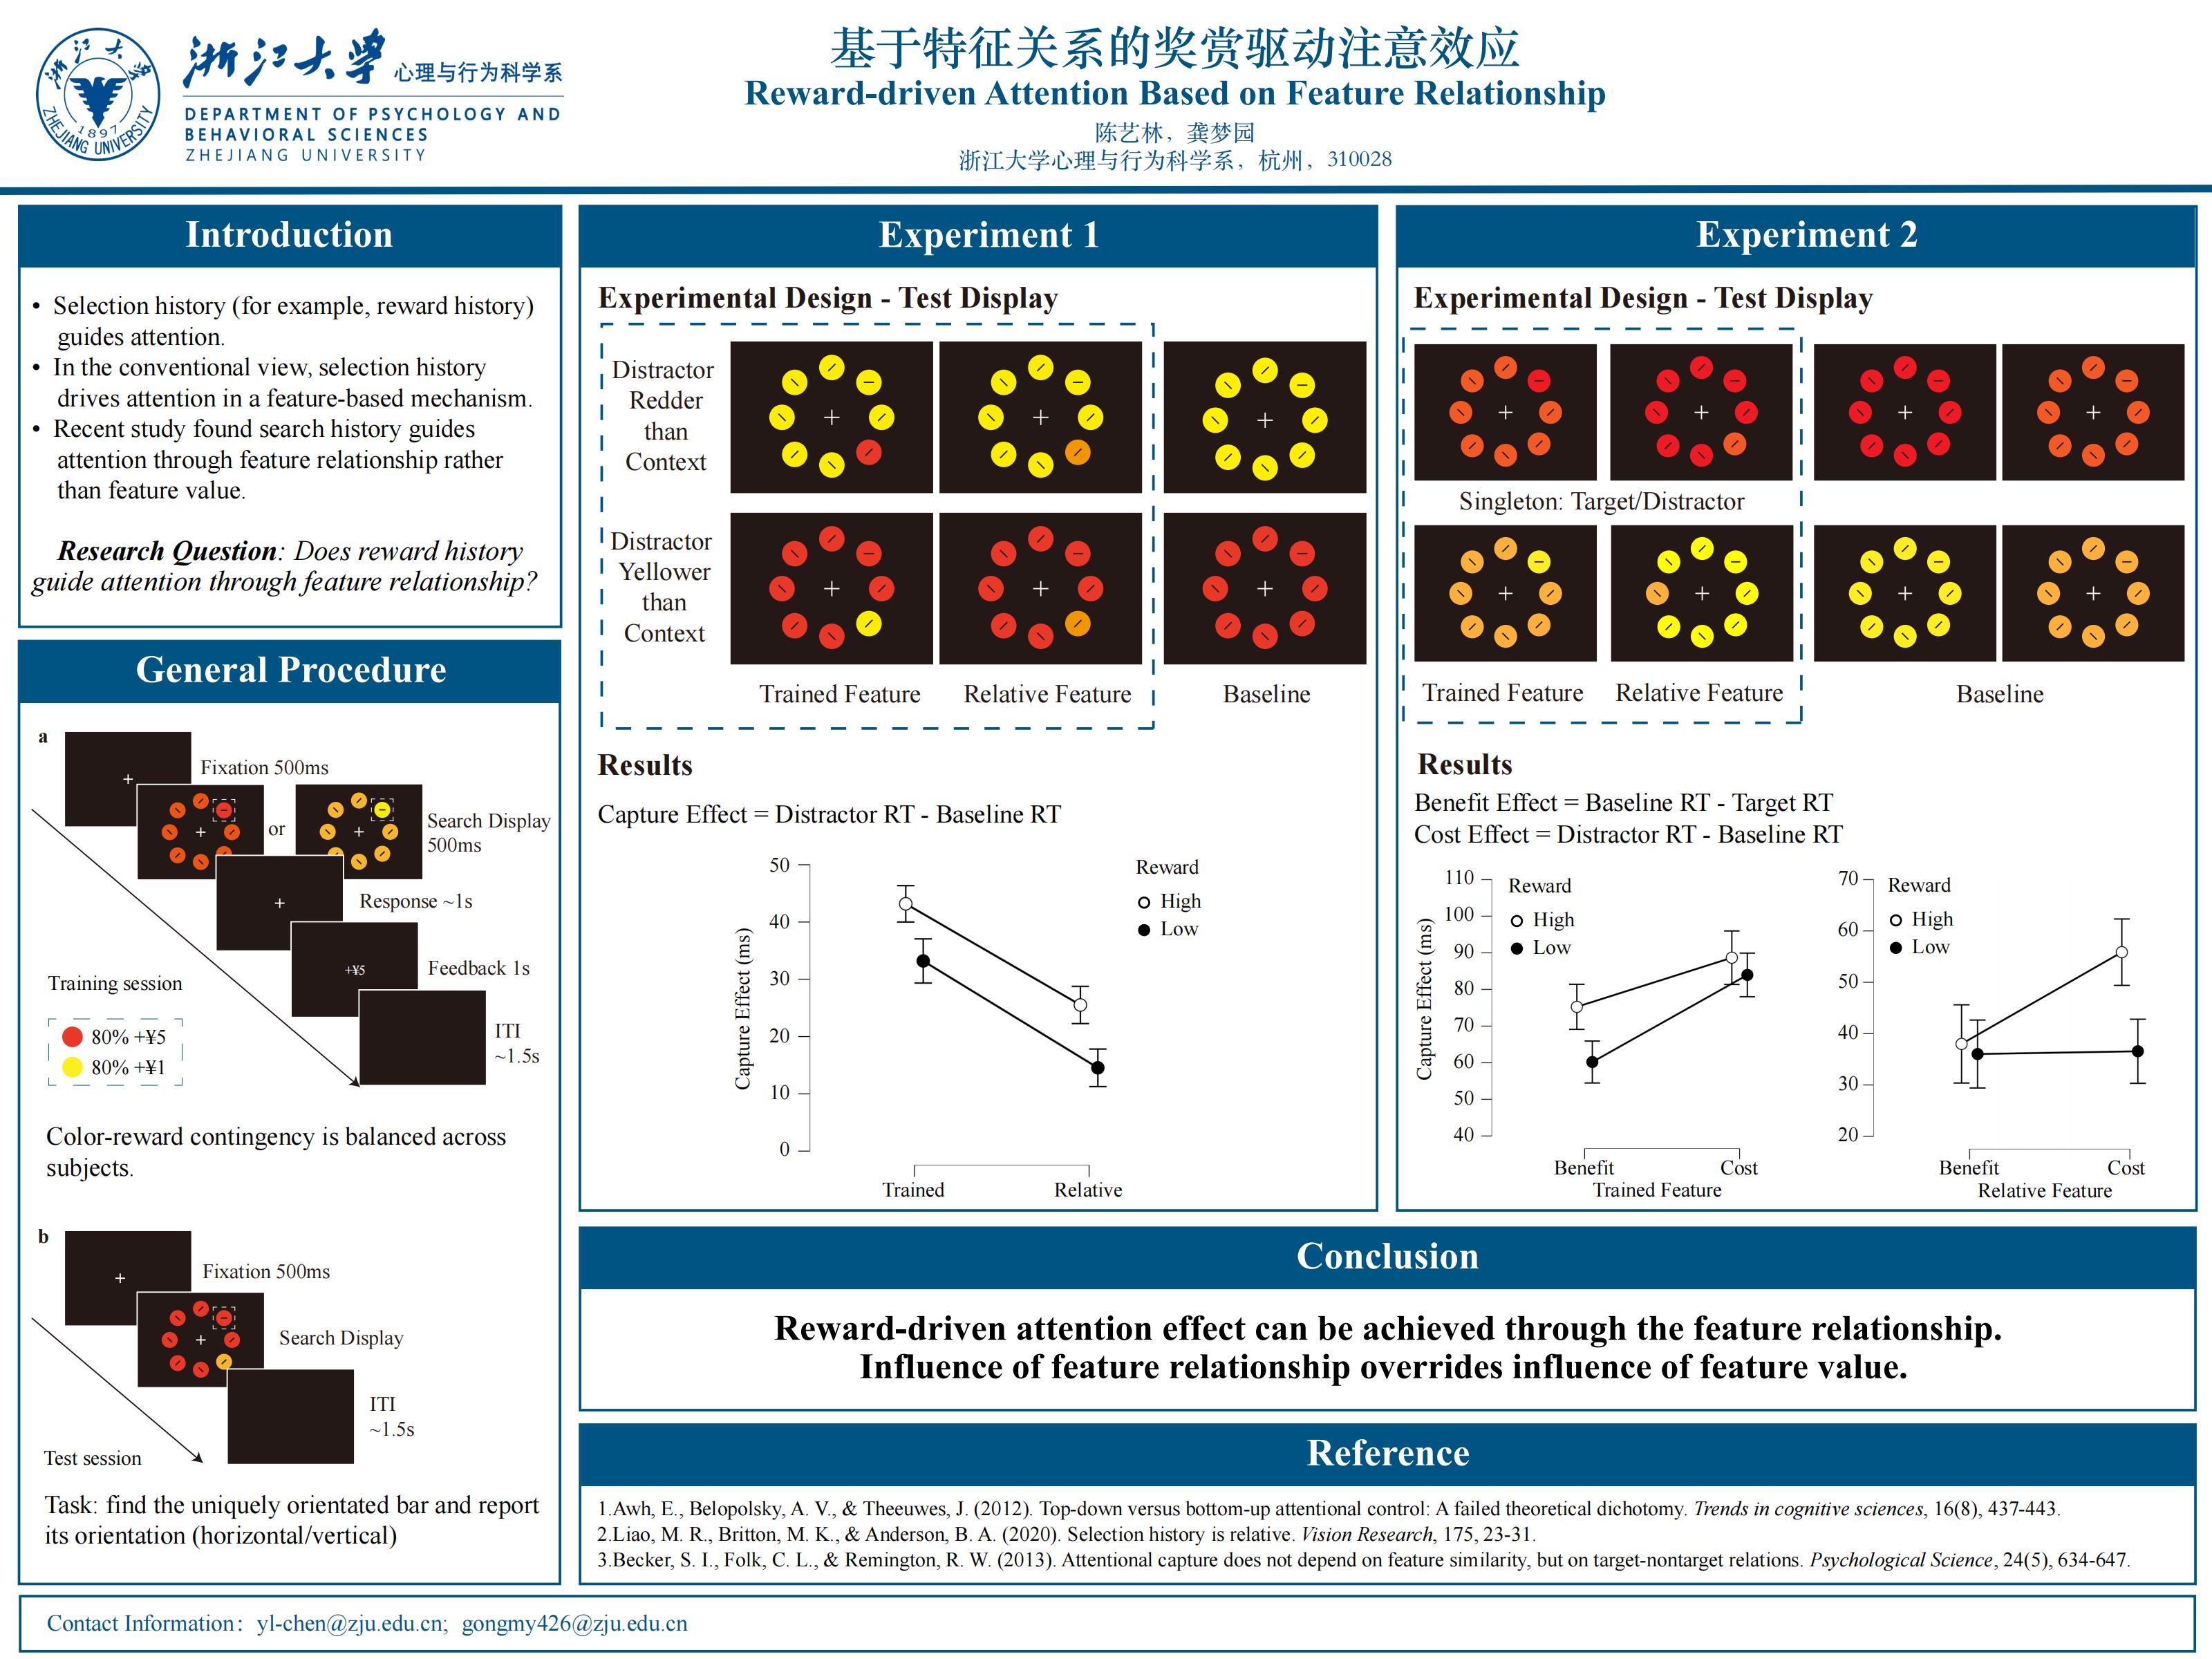 浙江大学
ZHEJIANG UNIVERSITY
1897
浙江大学 心理与行为科学系
DEPARTMENT OF PSYCHOLOGY AND
BEHAVIORAL SCIENCES
ZHEJIANG UNIVERSITY
基于特征关系的奖赏驱动注意效应
Reward-driven Attention Based on Feature Relationship
陈艺林，龚梦园
浙江大学心理与行为科学系，杭州，310028
Introduction
• Selection history (for example, reward history)
guides attention.
• In the conventional view, selection history
drives attention in a feature-based mechanism.
• Recent study found search history guides
attention through feature relationship rather
than feature value.
Research Question: Does reward history
guide attention through feature relationship?
General Procedure
a
Fixation 500ms
or
Search Display
500ms
Response ~1s
+¥5
Feedback 1s
ITI
~1.5s
Training session
80% +¥5
80% +¥1
Color-reward contingency is balanced across
subjects.
b
Fixation 500ms
Search Display
ITI
~1.5s
Test session
Task: find the uniquely orientated bar and report
its orientation (horizontal/vertical)
Experiment 1
Experimental Design - Test Display
Distractor
Redder
than
Context
Distractor
Yellower
than
Context
Trained Feature
Relative Feature
Baseline
Results
Capture Effect = Distractor RT - Baseline RT
Capture Effect (ms)
50
40
30
20
10
0
Reward
High
Low
Trained
Relative
Experiment 2
Experimental Design - Test Display
Singleton: Target/Distractor
Trained Feature
Relative Feature
Baseline
Results
Benefit Effect = Baseline RT - Target RT
Cost Effect = Distractor RT - Baseline RT
Capture Effect (ms)
110
100
90
80
70
60
50
40
Reward
High
Low
Benefit
Cost
Trained Feature
70
60
50
40
30
20
Reward
High
Low
Benefit
Cost
Relative Feature
Conclusion
Reward-driven attention effect can be achieved through the feature relationship.
Influence of feature relationship overrides influence of feature value.
Reference
1.Awh, E., Belopolsky, A. V., & Theeuwes, J. (2012). Top-down versus bottom-up attentional control: A failed theoretical dichotomy. Trends in cognitive sciences, 16(8), 437-443.
2.Liao, M. R., Britton, M. K., & Anderson, B. A. (2020). Selection history is relative. Vision Research, 175, 23-31.
3.Becker, S. I., Folk, C. L., & Remington, R. W. (2013). Attentional capture does not depend on feature similarity, but on target-nontarget relations. Psychological Science, 24(5), 634-647.
Contact Information：yl-chen@zju.edu.cn; gongmy426@zju.edu.cn